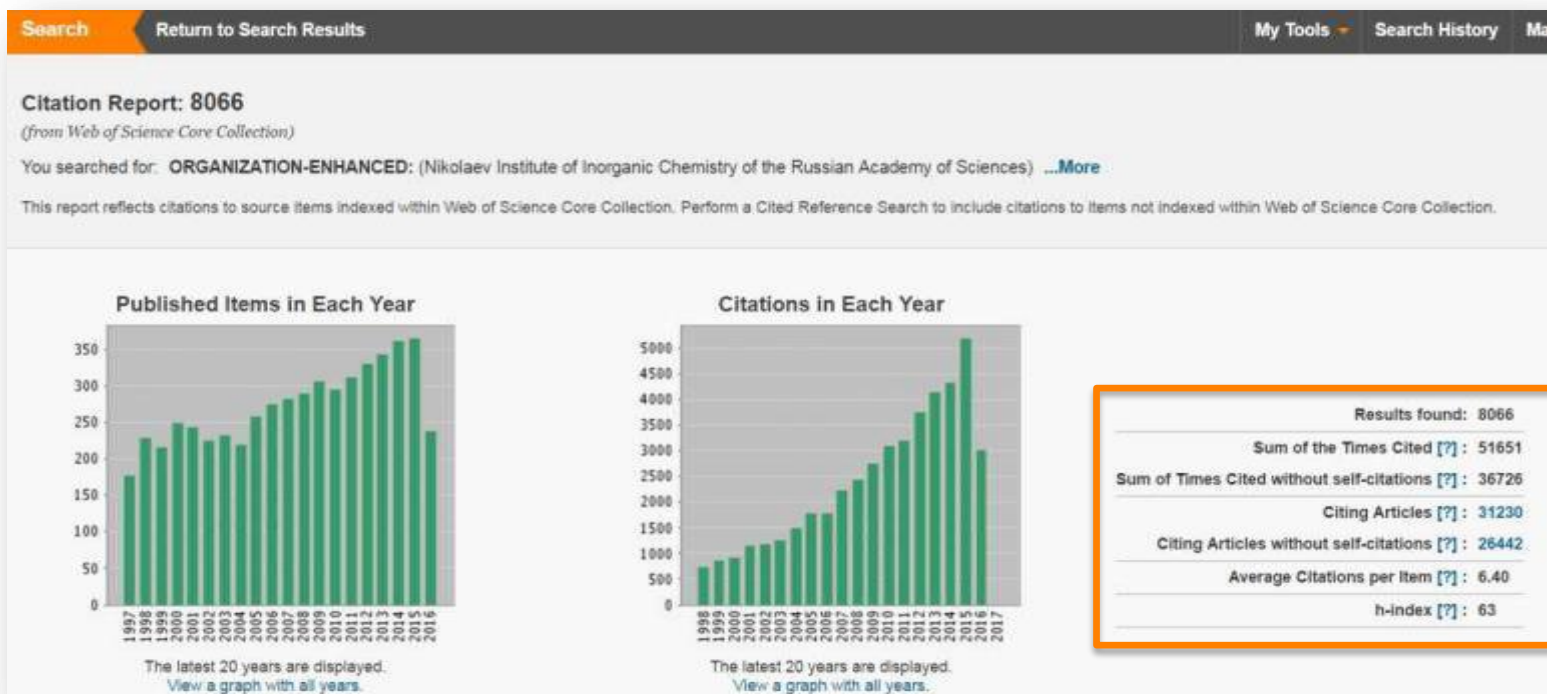 Search Return to Search Results My Tools Search History Ma
Citation Report: 8066
(from Web of Science Core Collection)
You searched for: ORGANIZATION-ENHANCED: (Nikolaev Institute of Inorganic Chemistry of the Russian Academy of Sciences) ...More
This report reflects citations to source items indexed within Web of Science Core Collection. Perform a Cited Reference Search to include citations to items not indexed within Web of Science Core Collection.
Published Items in Each Year
350
300
250
200
150
100
50
0
1997 1998 1999 2000 2001 2002 2003 2004 2005 2006 2007 2008 2009 2010 2011 2012 2013 2014 2015 2016
The latest 20 years are displayed.
View a graph with all years.
Citations in Each Year
5000
4500
4000
3500
3000
2500
2000
1500
1000
500
0
1998 1999 2000 2001 2002 2003 2004 2005 2006 2007 2008 2009 2010 2011 2012 2013 2014 2015 2016 2017
The latest 20 years are displayed.
View a graph with all years.
Results found: 8066
Sum of the Times Cited [?] : 51651
Sum of Times Cited without self-citations [?] : 36726
Citing Articles [?] : 31230
Citing Articles without self-citations [?] : 26442
Average Citations per Item [?] : 6.40
h-index [?] : 63